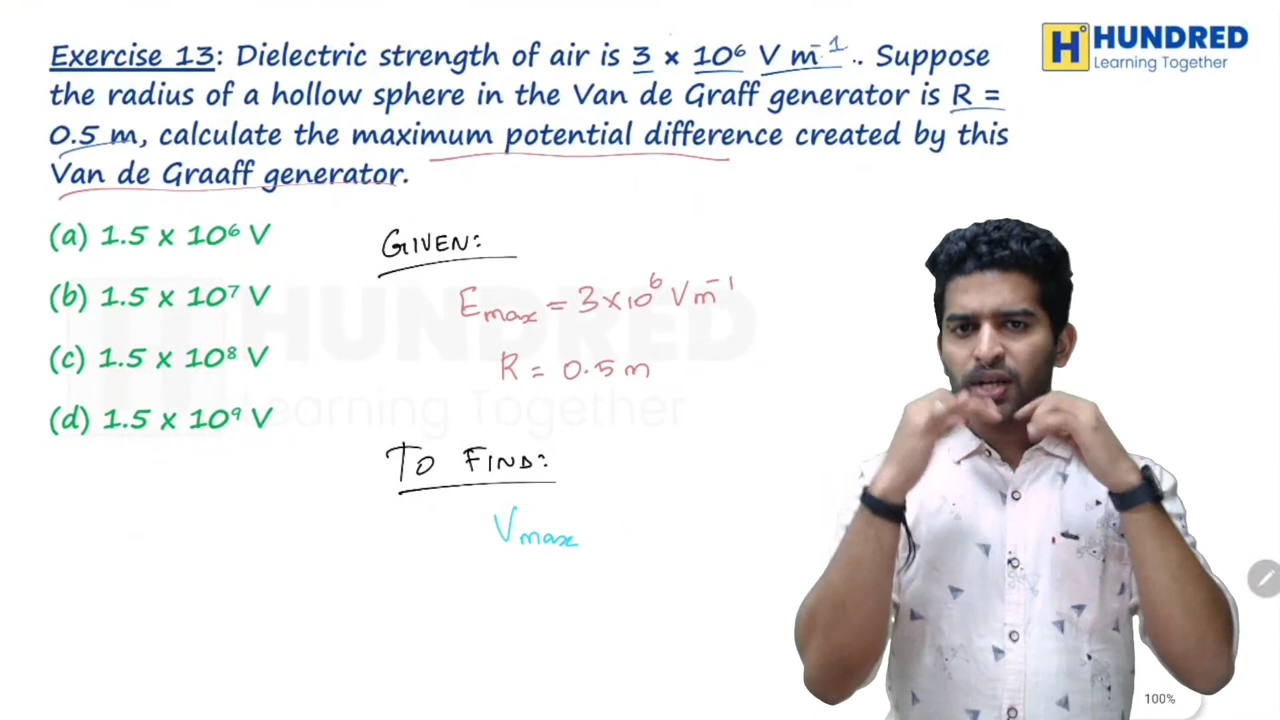 Exercise 13: Dielectric strength of air is 3 × 10⁶ V m⁻¹.. Suppose
the radius of a hollow sphere in the Van de Graff generator is R =
0.5 m, calculate the maximum potential difference created by this
Van de Graaff generator.
HUNDRED
Learning Together
(a) 1.5 x 10⁶ V
(b) 1.5 x 10⁷ V
(c) 1.5 x 10⁸ V
(d) 1.5 x 10⁹ V
GIVEN:
Emax = 3×10⁶ Vm⁻¹
R = 0.5 m
TO FIND:
Vmax
HUNDRED
Learning Together
100%